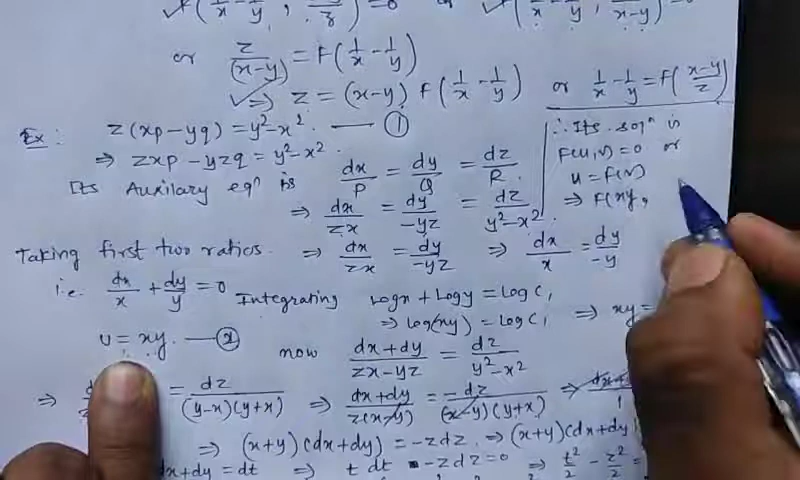 or z/(x-y) = F(1/x - 1/y)
⇒ z = (x-y) F(1/x - 1/y) or 1/x - 1/y = F((x-y)/z)
Ex: z(xp-yq) = y²-x². — ①
⇒ zxp - yzq = y²-x².
Its Auxilary eqⁿ is dx/P = dy/Q = dz/R.
⇒ dx/zx = dy/-yz = dz/y²-x².
∴ Its solⁿ is
F(u,v)=0 or
u = F(v)
⇒ F(xy,
Taking first two ratios. ⇒ dx/zx = dy/-yz ⇒ dx/x = dy/-y
i.e. dx/x + dy/y = 0 Integrating logx + logy = log C₁
⇒ log(xy) = log C₁ ⇒ xy =
u = xy. — ②
now dx+dy/zx-yz = dz/y²-x²
⇒ = dz/(y-x)(y+x) ⇒ dx+dy/z(x-y) = -dz/(x-y)(y+x) ⇒
⇒ (x+y)(dx+dy) = -zdz, ⇒ (x+y)(dx+dy)
dx+dy = dt ⇒ t dt -zdz = 0 ⇒ t²/2 - z²/2 =